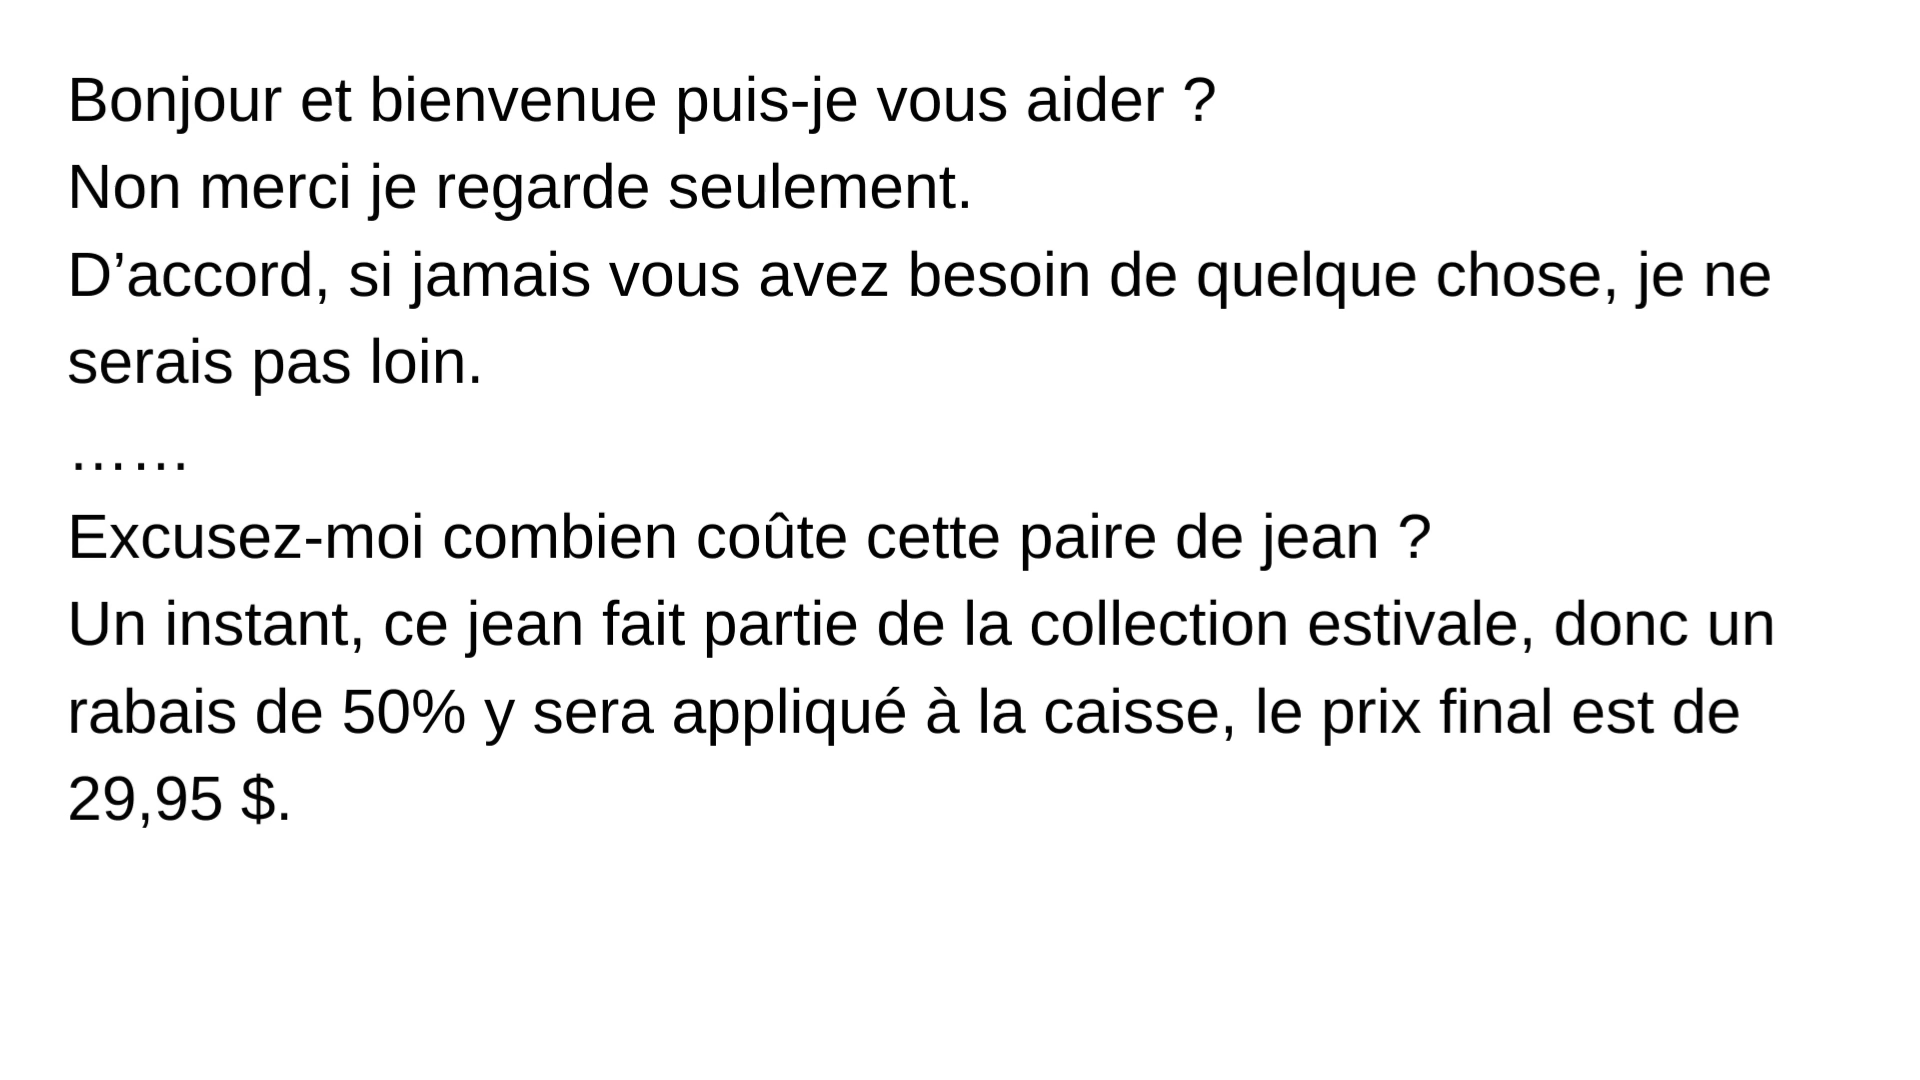 Bonjour et bienvenue puis-je vous aider ?
Non merci je regarde seulement.
D’accord, si jamais vous avez besoin de quelque chose, je ne
serais pas loin.
……
Excusez-moi combien coûte cette paire de jean ?
Un instant, ce jean fait partie de la collection estivale, donc un
rabais de 50% y sera appliqué à la caisse, le prix final est de
29,95 $.